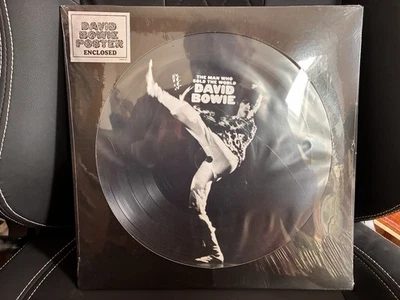 DAVID
BOWIE
POSTER
ENCLOSED
THE MAN WHO
SOLD THE WORLD
DAVID
BOWIE